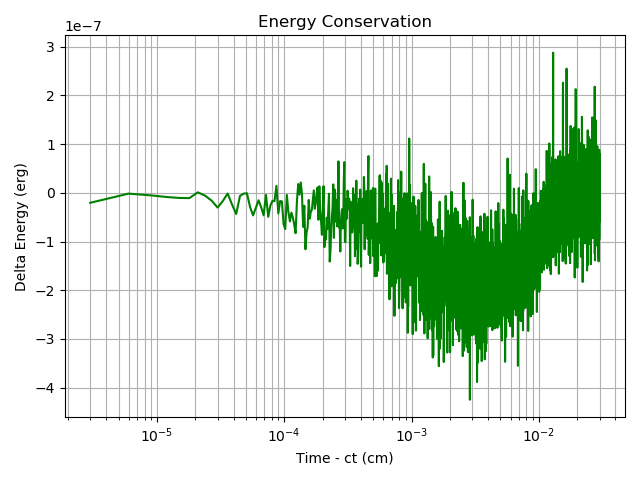 Energy Conservation
1e−7
3
2
1
0
−1
−2
−3
−4
Delta Energy (erg)
10⁻⁵ 10⁻⁴ 10⁻³ 10⁻²
Time - ct (cm)